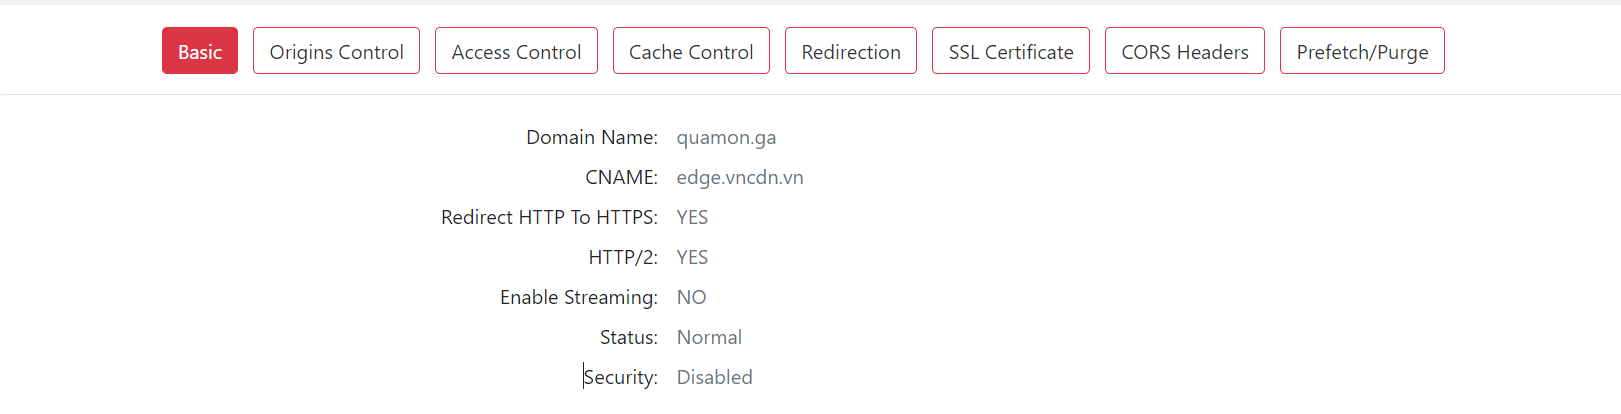 Basic Origins Control Access Control Cache Control Redirection SSL Certificate CORS Headers Prefetch/Purge
Domain Name: quamon.ga
CNAME: edge.vncdn.vn
Redirect HTTP To HTTPS: YES
HTTP/2: YES
Enable Streaming: NO
Status: Normal
Security: Disabled